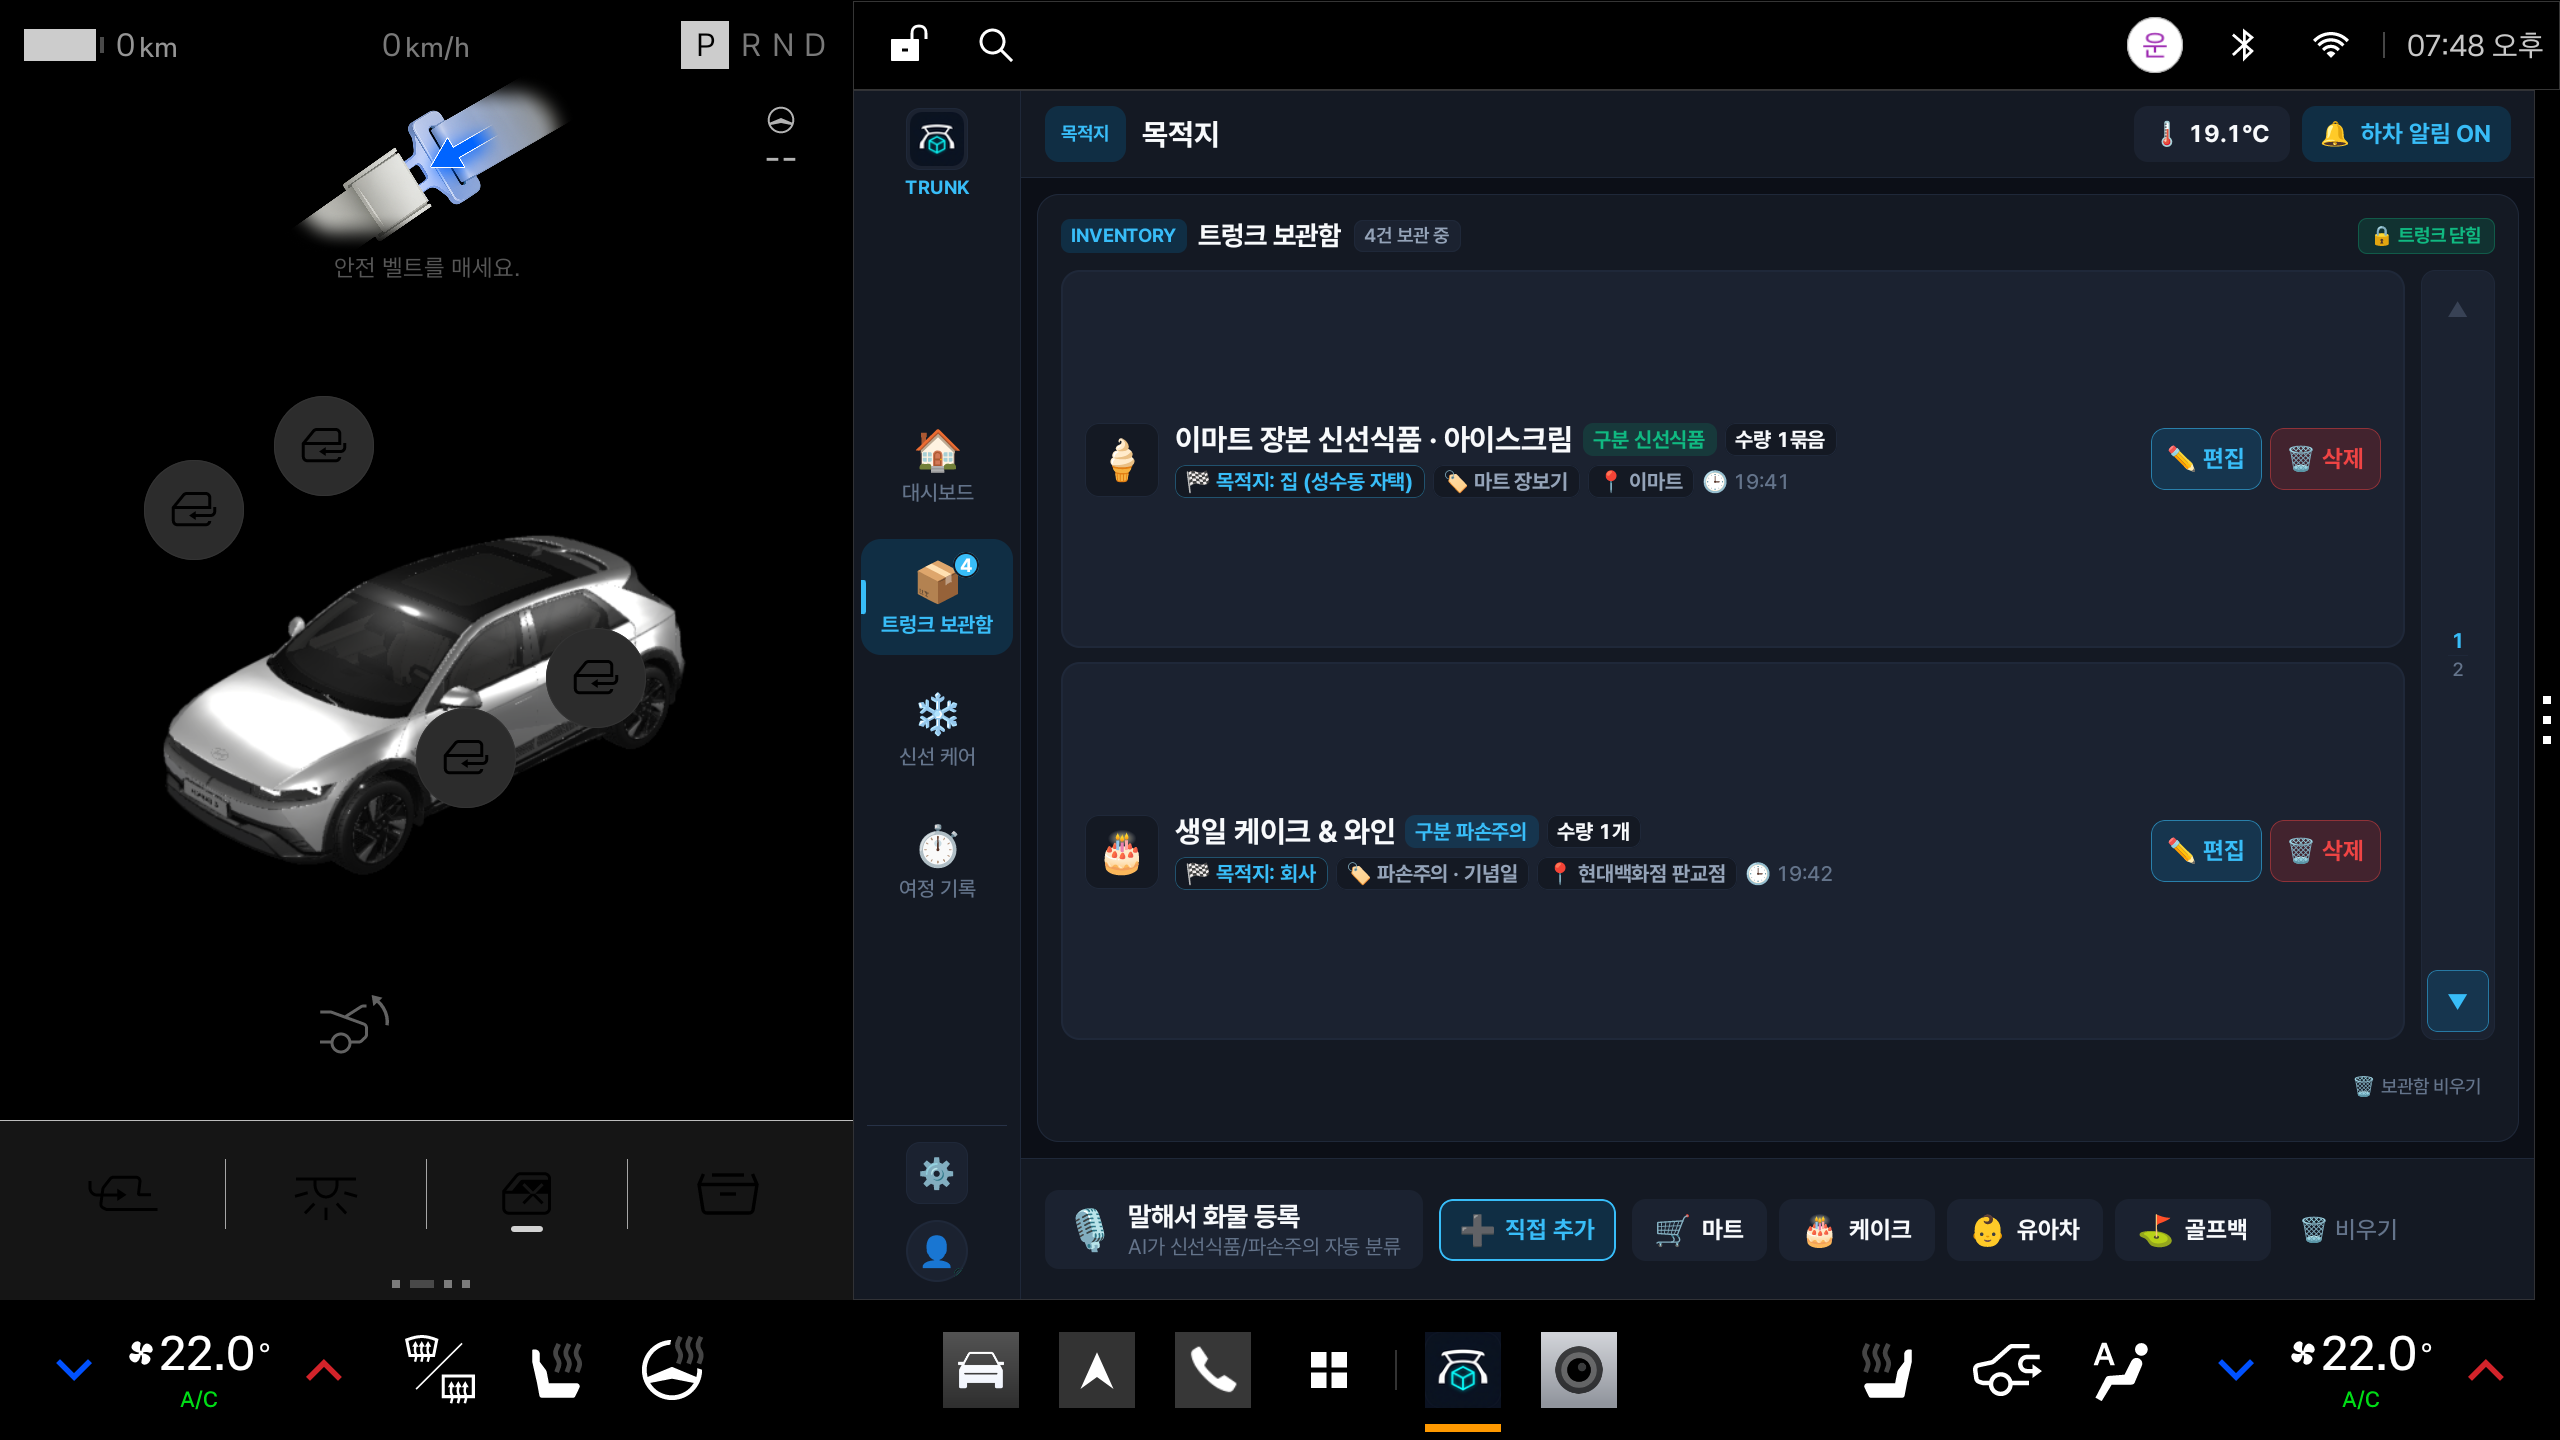 0 km
0 km/h
P R N D
운
07:48 오후
안전 벨트를 매세요.
--
TRUNK
대시보드
4
트렁크 보관함
신선 케어
여정 기록
목적지
목적지
19.1°C
하차 알림 ON
INVENTORY
트렁크 보관함
4건 보관 중
트렁크 닫힘
이마트 장본 신선식품 · 아이스크림
구분 신선식품
수량 1묶음
목적지: 집 (성수동 자택)
마트 장보기
이마트
19:41
편집
삭제
생일 케이크 & 와인
구분 파손주의
수량 1개
목적지: 회사
파손주의 · 기념일
현대백화점 판교점
19:42
편집
삭제
1
2
보관함 비우기
말해서 화물 등록
AI가 신선식품/파손주의 자동 분류
직접 추가
마트
케이크
유아차
골프백
비우기
22.0°
A/C
A
22.0°
A/C